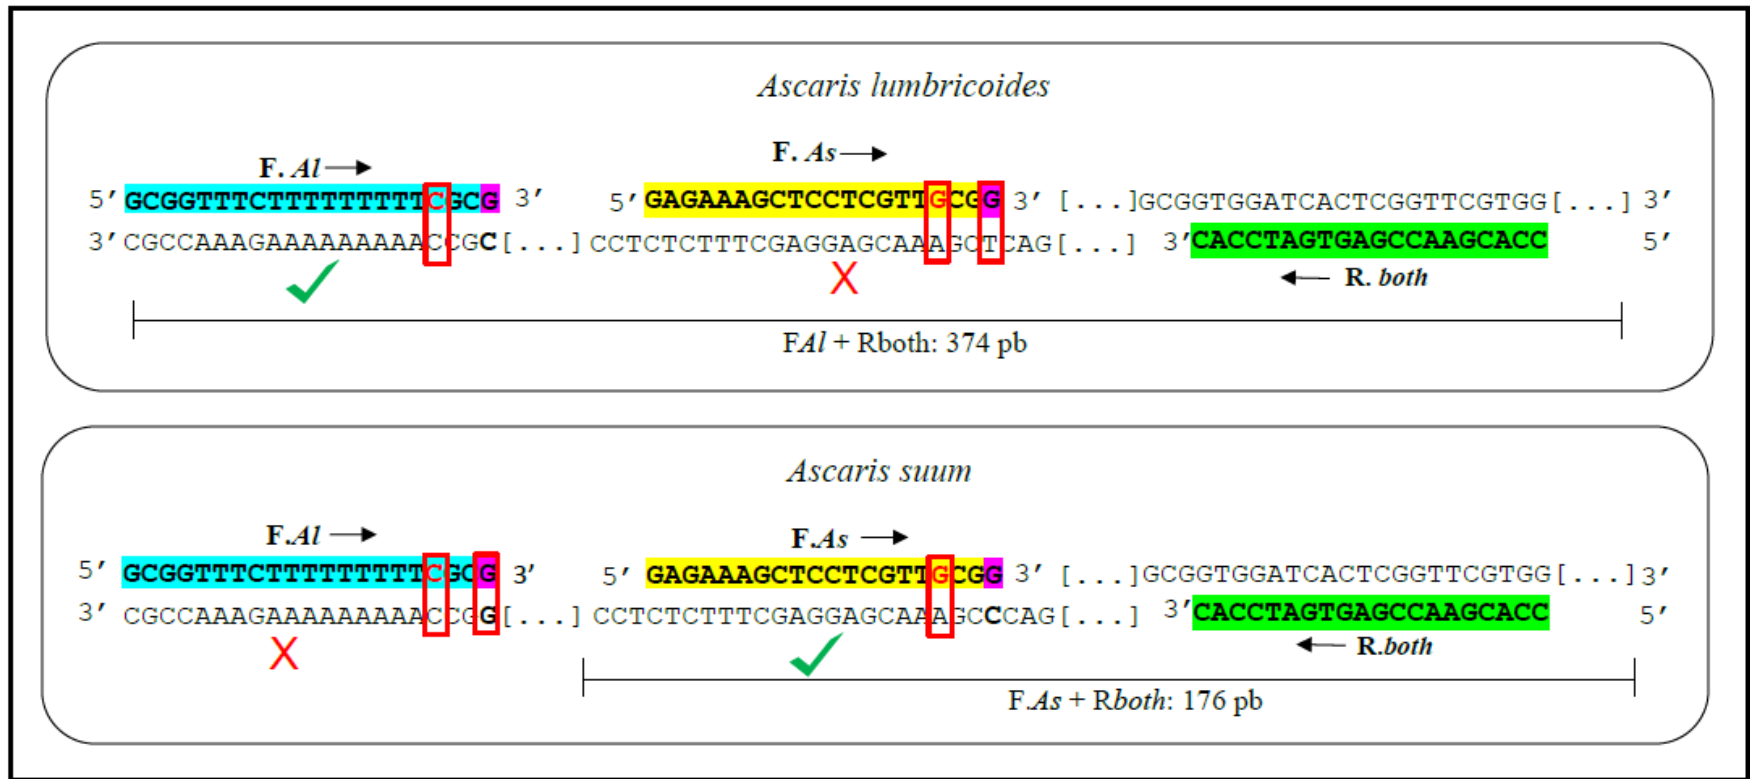 Ascaris lumbricoides
F. Al → F. As →
5' GCGGTTTCTTTTTTTTTCGCG 3' 5' GAGAAAGCTCCTCGTTGCGG 3' [...]GCGGTGGATCACTCGGTTCGTGG[...] 3'
3' CGCCAAAGAAAAAAAAACCGC[...] CCTCTCTTTCGAGGAGCAAAGCTCAG[...] 3' CACCTAGTGAGCCAAGCACC 5'
✓ X ← R. both
FAl + Rboth: 374 pb
Ascaris suum
F.Al → F.As →
5' GCGGTTTCTTTTTTTTTCGCG 3' 5' GAGAAAGCTCCTCGTTGCGG 3' [...]GCGGTGGATCACTCGGTTCGTGG[...] 3'
3' CGCCAAAGAAAAAAAAACCGG[...] CCTCTCTTTCGAGGAGCAAAGCCCAG[...] 3' CACCTAGTGAGCCAAGCACC 5'
X ✓ ← R.both
F.As + Rboth: 176 pb